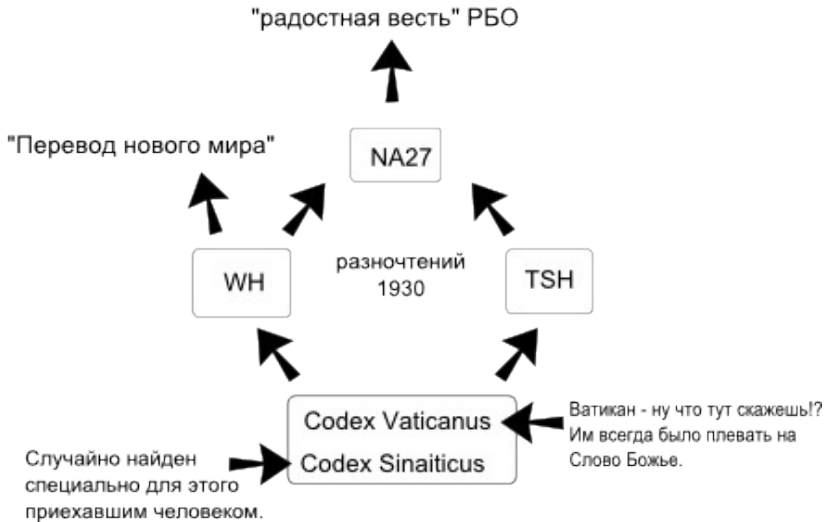 "радостная весть" РБО
"Перевод нового мира"
NA27
WH
разночтений
1930
TSH
Codex Vaticanus
Codex Sinaiticus
Ватикан - ну что тут скажешь!?
Им всегда было плевать на
Слово Божье.
Случайно найден
специально для этого
приехавшим человеком.